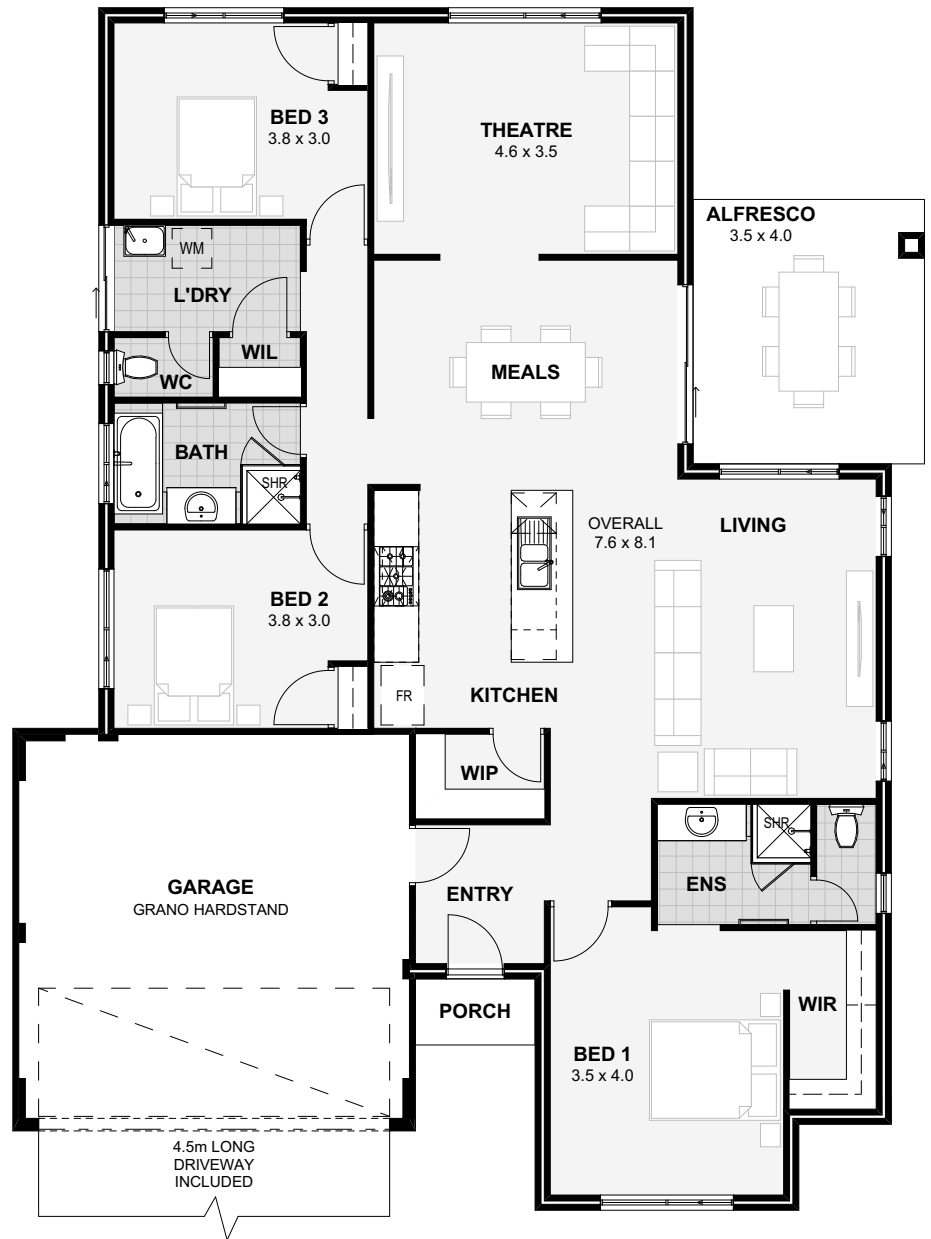 BED 3
3.8 x 3.0
THEATRE
4.6 x 3.5
ALFRESCO
3.5 x 4.0
WM
L'DRY
WIL
WC
MEALS
BATH
SHR
OVERALL
7.6 x 8.1
LIVING
BED 2
3.8 x 3.0
FR
KITCHEN
WIP
SHR
ENS
GARAGE
GRANO HARDSTAND
ENTRY
PORCH
WIR
BED 1
3.5 x 4.0
4.5m LONG
DRIVEWAY
INCLUDED